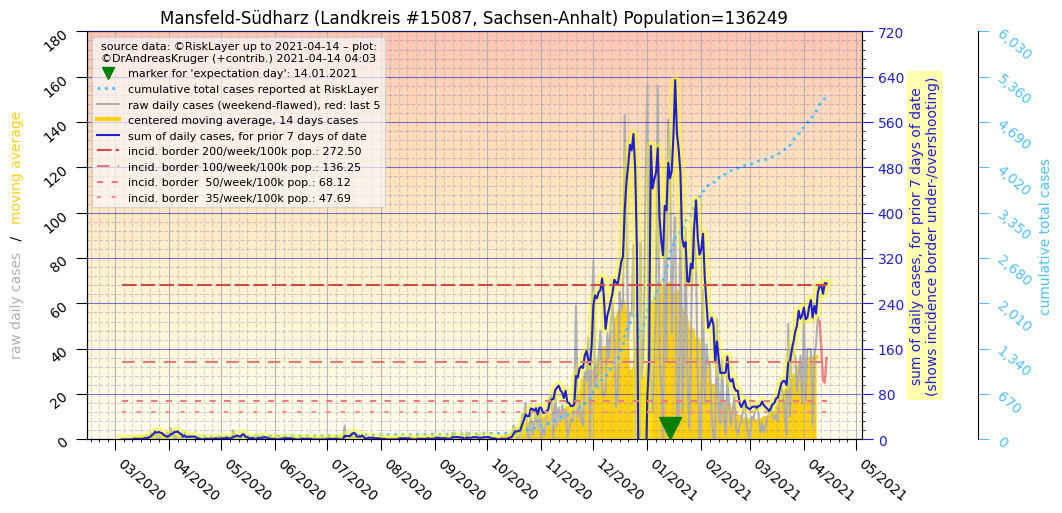 Mansfeld-Südharz (Landkreis #15087, Sachsen-Anhalt) Population=136249
source data: ©RiskLayer up to 2021-04-14 – plot:
©DrAndreasKruger (+contrib.) 2021-04-14 04:03
marker for 'expectation day': 14.01.2021
cumulative total cases reported at RiskLayer
raw daily cases (weekend-flawed), red: last 5
centered moving average, 14 days cases
sum of daily cases, for prior 7 days of date
incid. border 200/week/100k pop.: 272.50
incid. border 100/week/100k pop.: 136.25
incid. border  50/week/100k pop.: 68.12
incid. border  35/week/100k pop.: 47.69
raw daily cases / moving average
180
160
140
120
100
80
60
40
20
0
03/2020
04/2020
05/2020
06/2020
07/2020
08/2020
09/2020
10/2020
11/2020
12/2020
01/2021
02/2021
03/2021
04/2021
05/2021
720
640
560
480
400
320
240
160
80
0
sum of daily cases, for prior 7 days of date
(shows incidence border under-/overshooting)
6,030
5,360
4,690
4,020
3,350
2,680
2,010
1,340
670
0
cumulative total cases